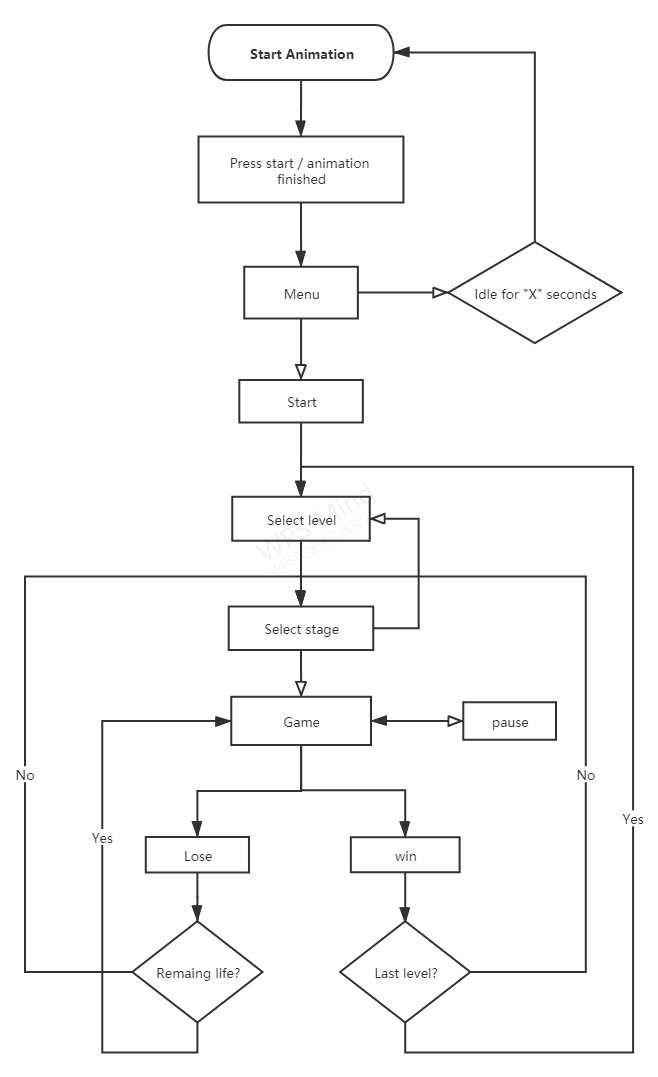 Start Animation
Press start / animation
finished
Menu
Idle for "X" seconds
Start
Select level
WPS Mind
Select stage
Game
pause
No
No
Yes
Yes
Lose
win
Remaing life?
Last level?